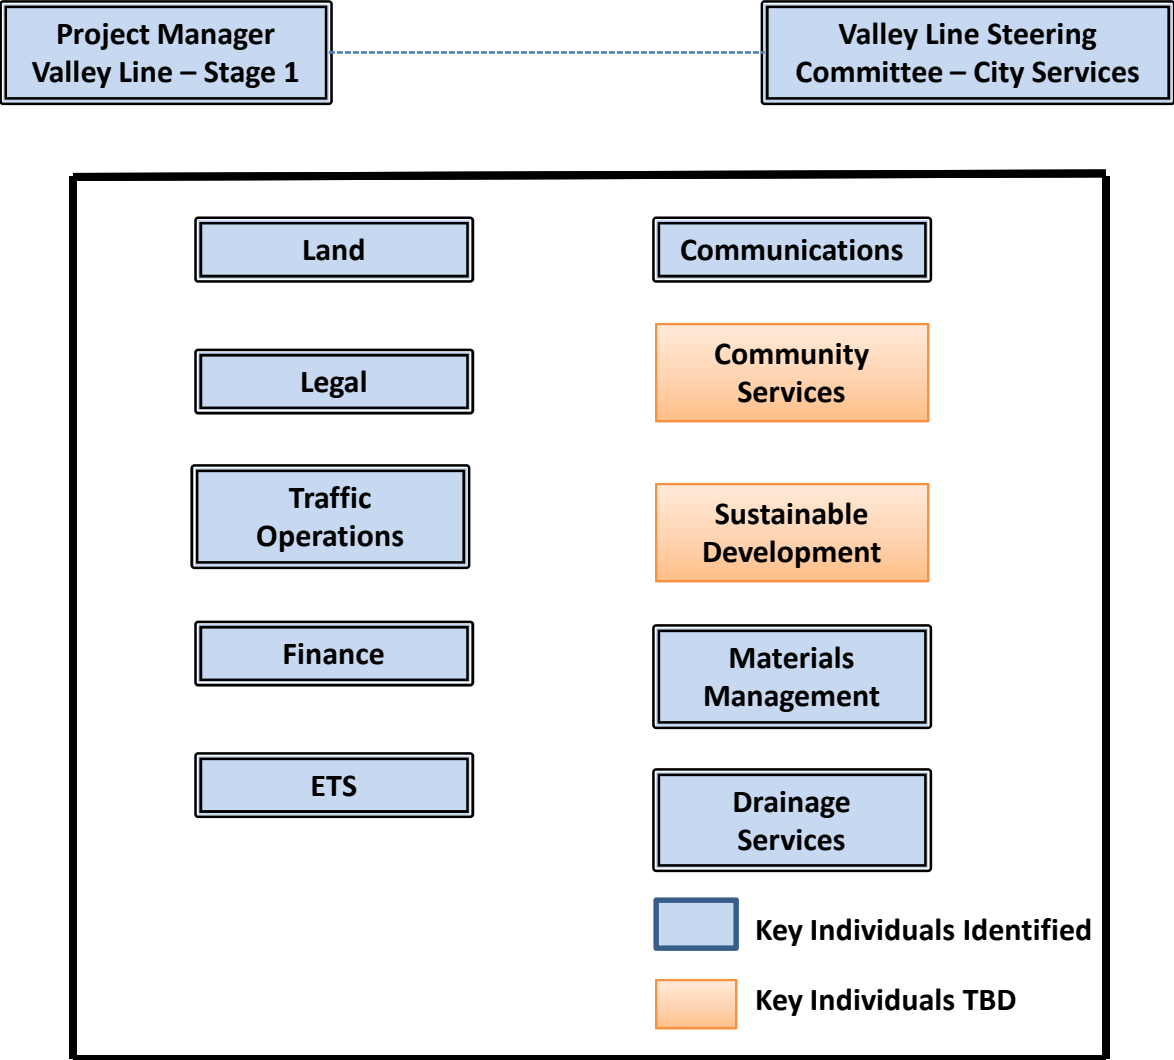 Project Manager
Valley Line – Stage 1
Valley Line Steering
Committee – City Services
Land
Legal
Traffic
Operations
Finance
ETS
Communications
Community
Services
Sustainable
Development
Materials
Management
Drainage
Services
Key Individuals Identified
Key Individuals TBD